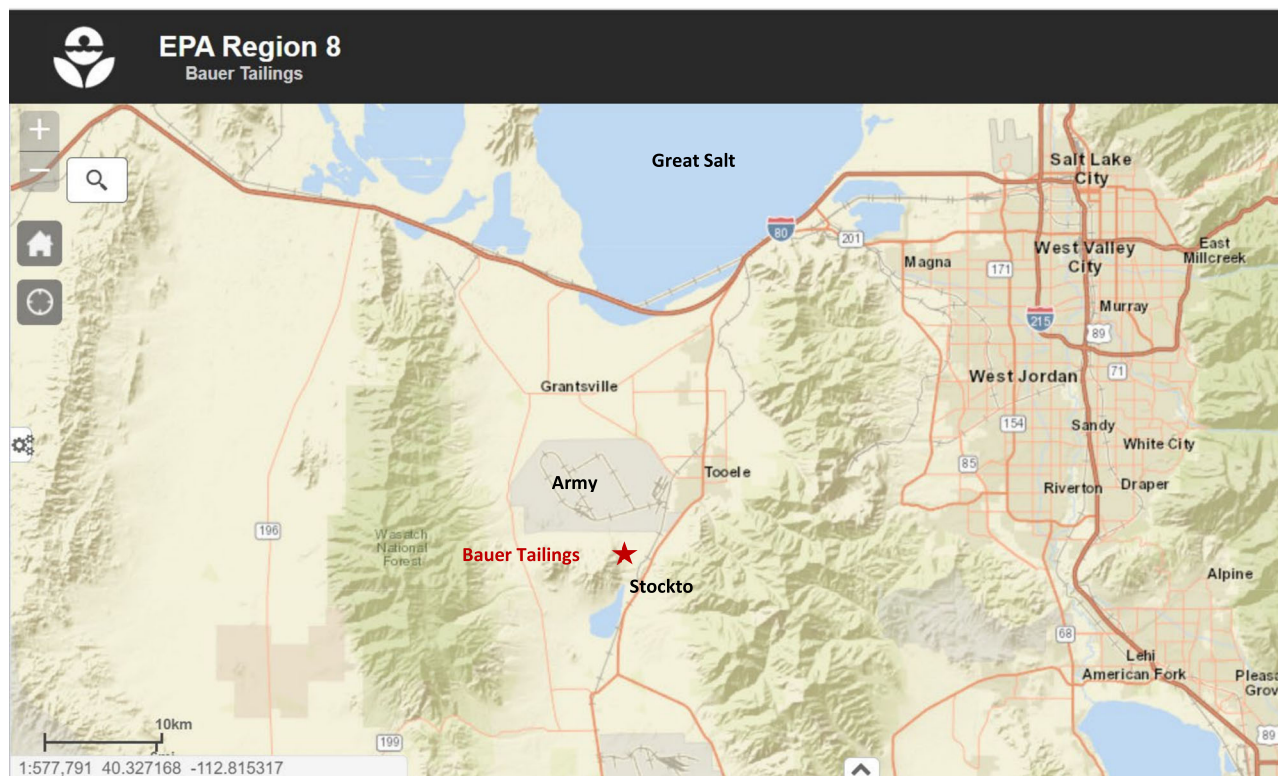 EPA Region 8
Bauer Tailings
+
−
Great Salt
Salt Lake
City
80
201
West Valley
City
East
Millcreek
Magna
171
Murray
215
89
West Jordan
71
Grantsville
154
Sandy
White City
Tooele
85
Army
Riverton
Draper
196
Wasatch
National
Forest
Bauer Tailings
Stockto
Alpine
68
Lehi
American Fork
Pleasa
Grov
10km
199
89
1:577,791 40.327168 -112.815317